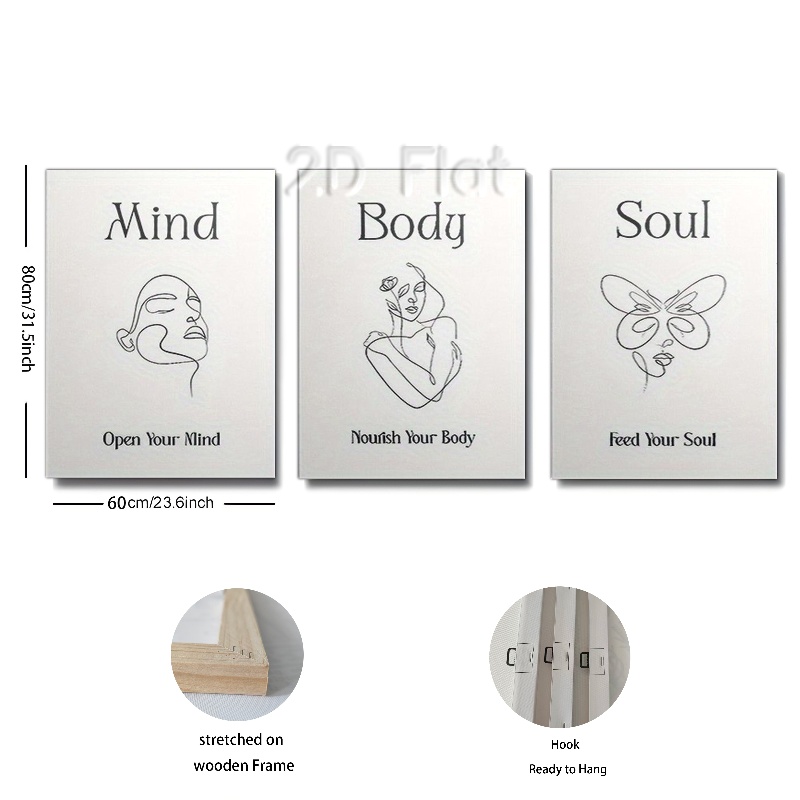 2D Flat
Mind
Body
Soul
80cm/31.5inch
Open Your Mind
Nourish Your Body
Feed Your Soul
60cm/23.6inch
stretched on
wooden Frame
Hook
Ready to Hang